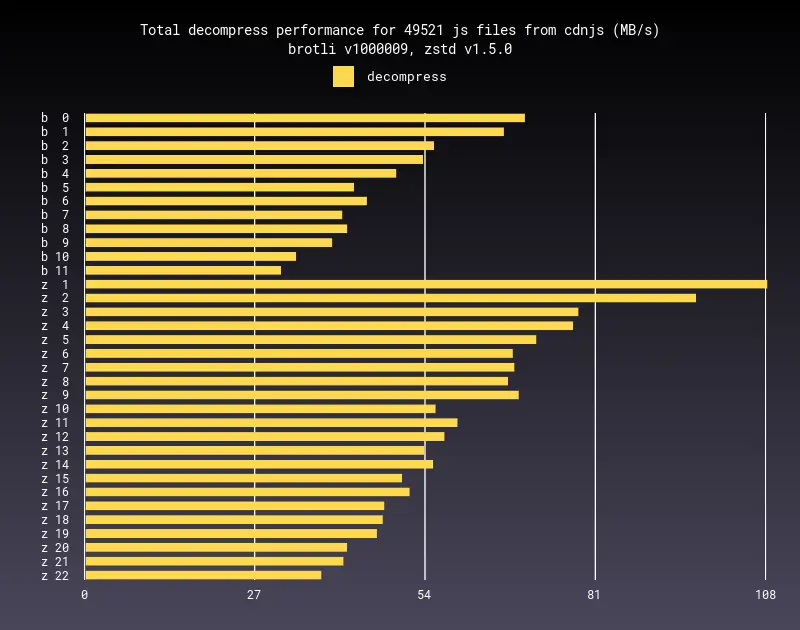 Total decompress performance for 49521 js files from cdnjs (MB/s)
brotli v1000009, zstd v1.5.0
decompress
b 0
b 1
b 2
b 3
b 4
b 5
b 6
b 7
b 8
b 9
b 10
b 11
z 1
z 2
z 3
z 4
z 5
z 6
z 7
z 8
z 9
z 10
z 11
z 12
z 13
z 14
z 15
z 16
z 17
z 18
z 19
z 20
z 21
z 22
0 27 54 81 108